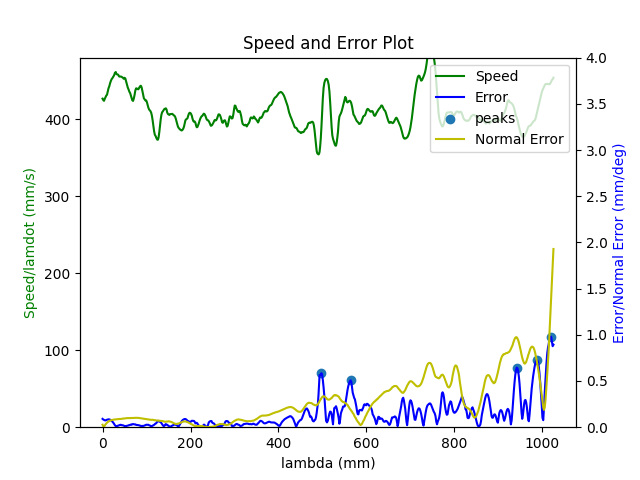 Speed and Error Plot
Speed
Error
peaks
Normal Error
400
300
200
100
0
4.0
3.5
3.0
2.5
2.0
1.5
1.0
0.5
0.0
0 200 400 600 800 1000
lambda (mm)
Speed/lamdot (mm/s)
Error/Normal Error (mm/deg)